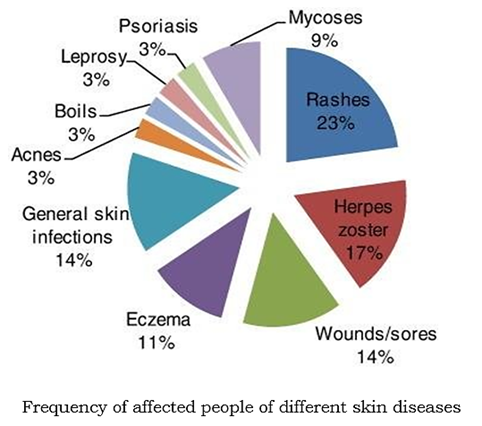 Mycoses
9%
Psoriasis
3%
Leprosy
3%
Boils
3%
Acnes
3%
Rashes
23%
Herpes
zoster
17%
General skin
infections
14%
Eczema
11%
Wounds/sores
14%
Frequency of affected people of different skin diseases